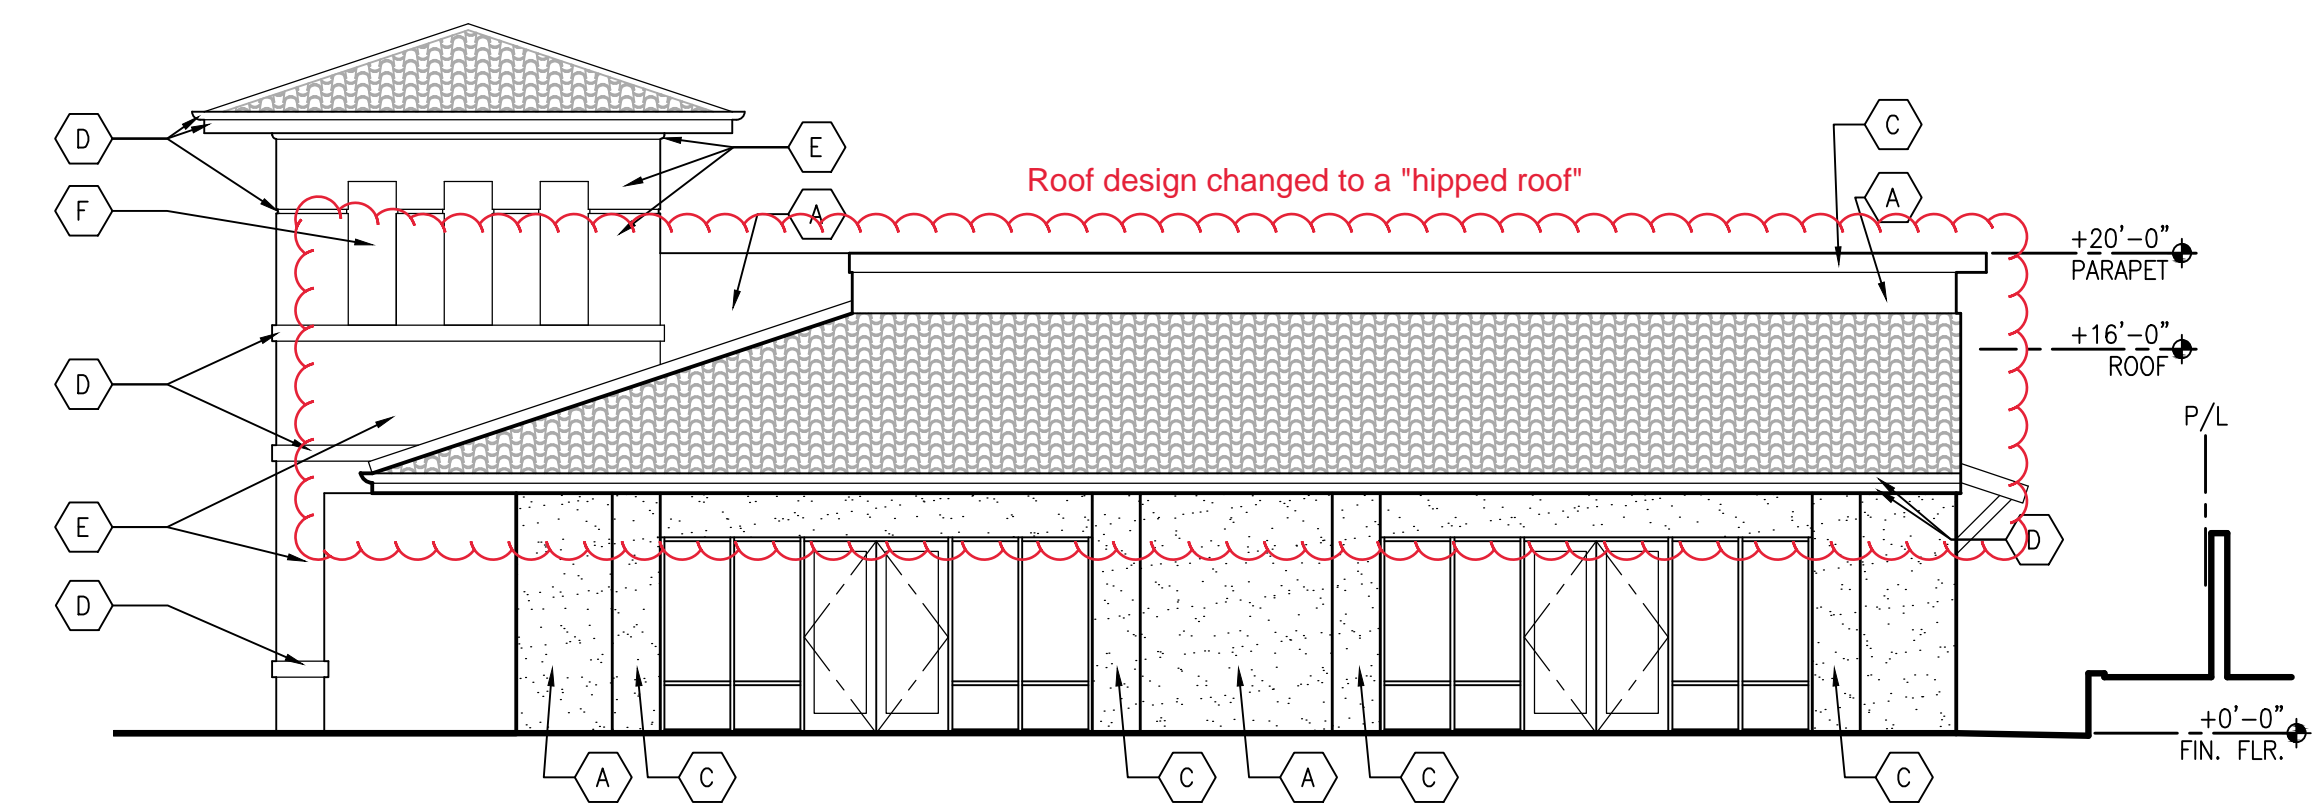 D
E
C
Roof design changed to a "hipped roof"
F
A
A
+20'-0"
PARAPET
+16'-0"
ROOF
D
P/L
E
D
D
+0'-0"
FIN. FLR.
A
C
C
A
C
C